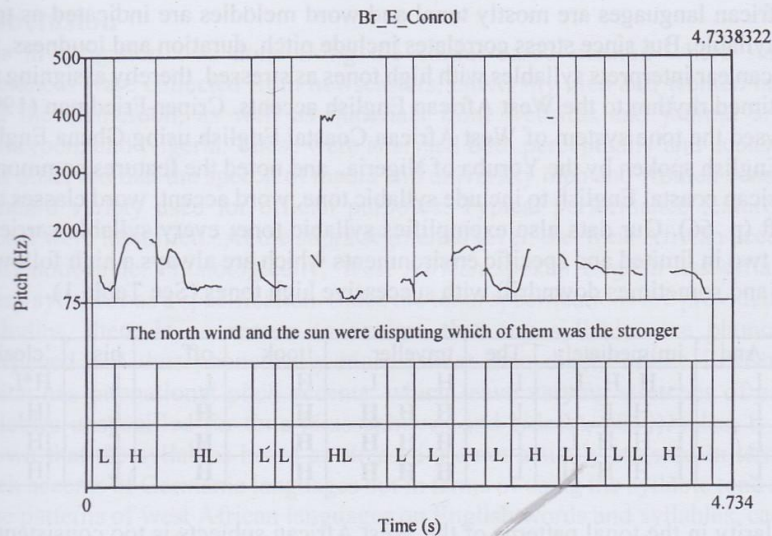 Br_E_Conrol
4.7338322
500
400
300
200
75
Pitch (Hz)
The north wind and the sun were disputing which of them was the stronger
L H HL L L HL L L H L H L L L L L H L
0
4.734
Time (s)